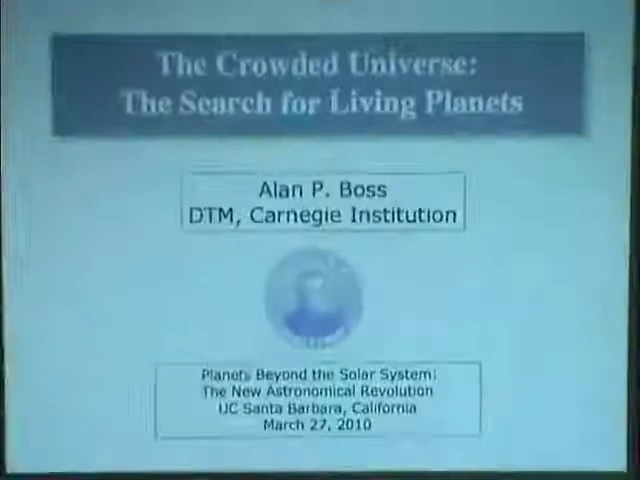 The Crowded Universe:
The Search for Living Planets
Alan P. Boss
DTM, Carnegie Institution
Planets Beyond the Solar System:
The New Astronomical Revolution
UC Santa Barbara, California
March 27, 2010